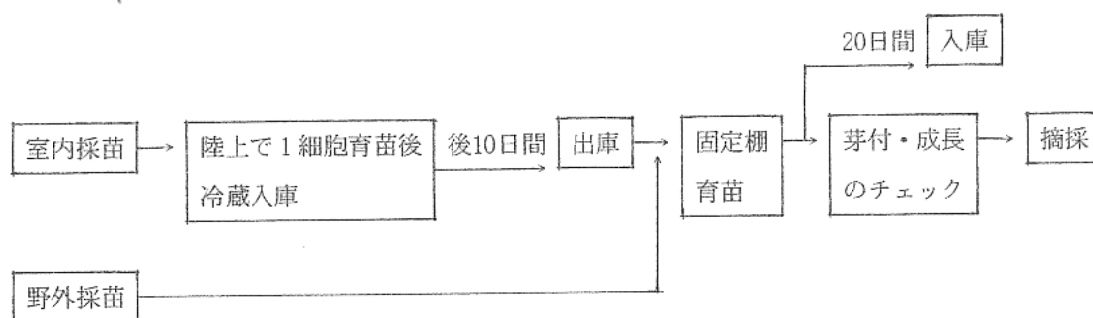 20日間 入庫
室内採苗 陸上で1細胞育苗後 後10日間 出庫 固定棚 芽付・成長 摘採
冷蔵入庫 育苗 のチェック
野外採苗